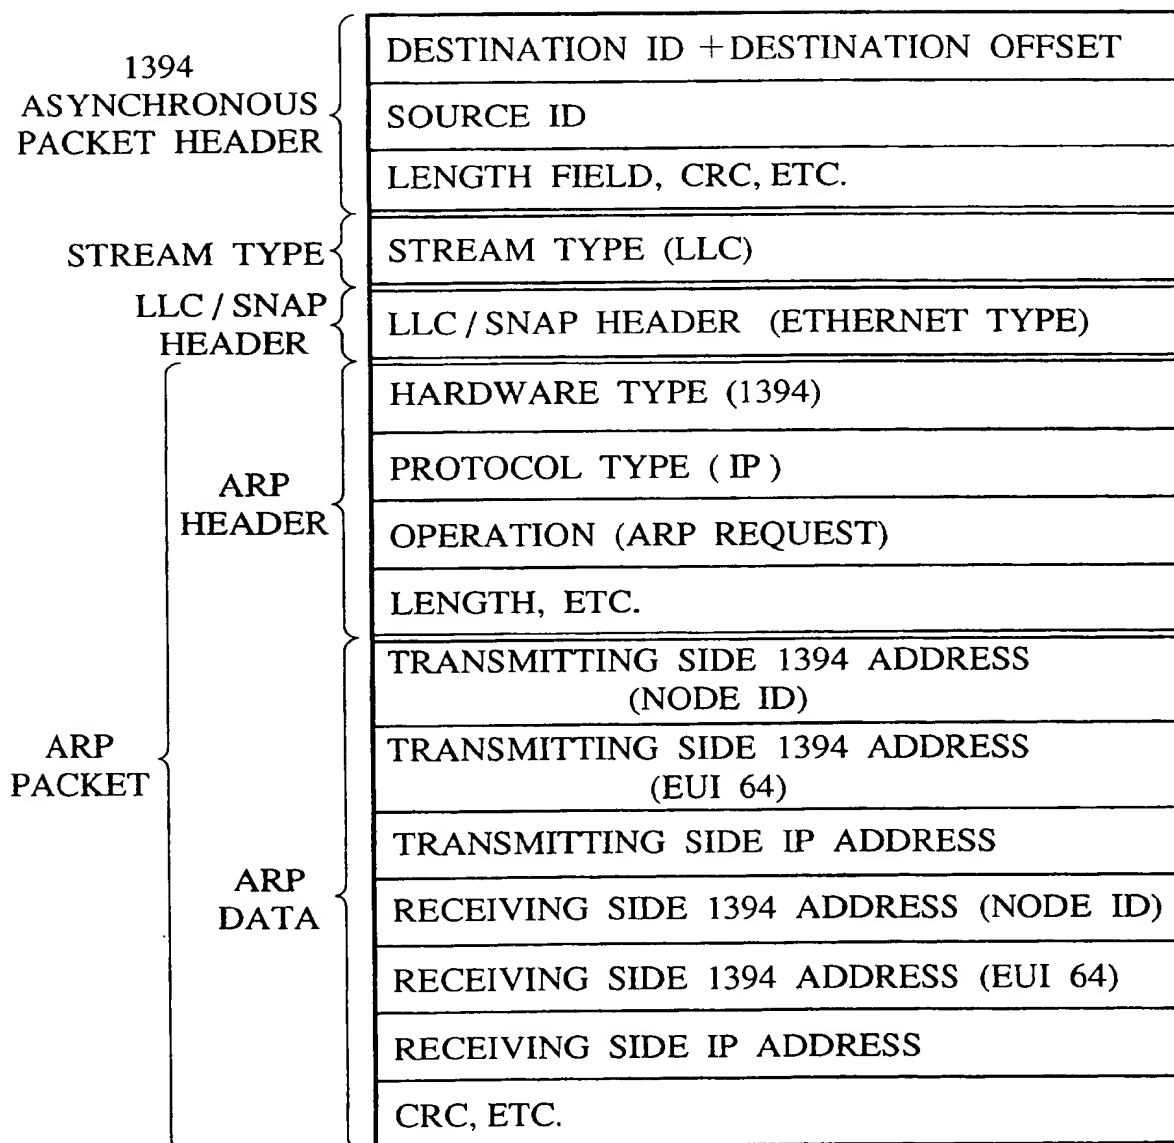 1394
ASYNCHRONOUS
PACKET HEADER
DESTINATION ID +DESTINATION OFFSET
SOURCE ID
LENGTH FIELD, CRC, ETC.
STREAM TYPE
STREAM TYPE (LLC)
LLC / SNAP
HEADER
LLC / SNAP HEADER (ETHERNET TYPE)
ARP
PACKET
ARP
HEADER
HARDWARE TYPE (1394)
PROTOCOL TYPE ( IP )
OPERATION (ARP REQUEST)
LENGTH, ETC.
ARP
DATA
TRANSMITTING SIDE 1394 ADDRESS
(NODE ID)
TRANSMITTING SIDE 1394 ADDRESS
(EUI 64)
TRANSMITTING SIDE IP ADDRESS
RECEIVING SIDE 1394 ADDRESS (NODE ID)
RECEIVING SIDE 1394 ADDRESS (EUI 64)
RECEIVING SIDE IP ADDRESS
CRC, ETC.